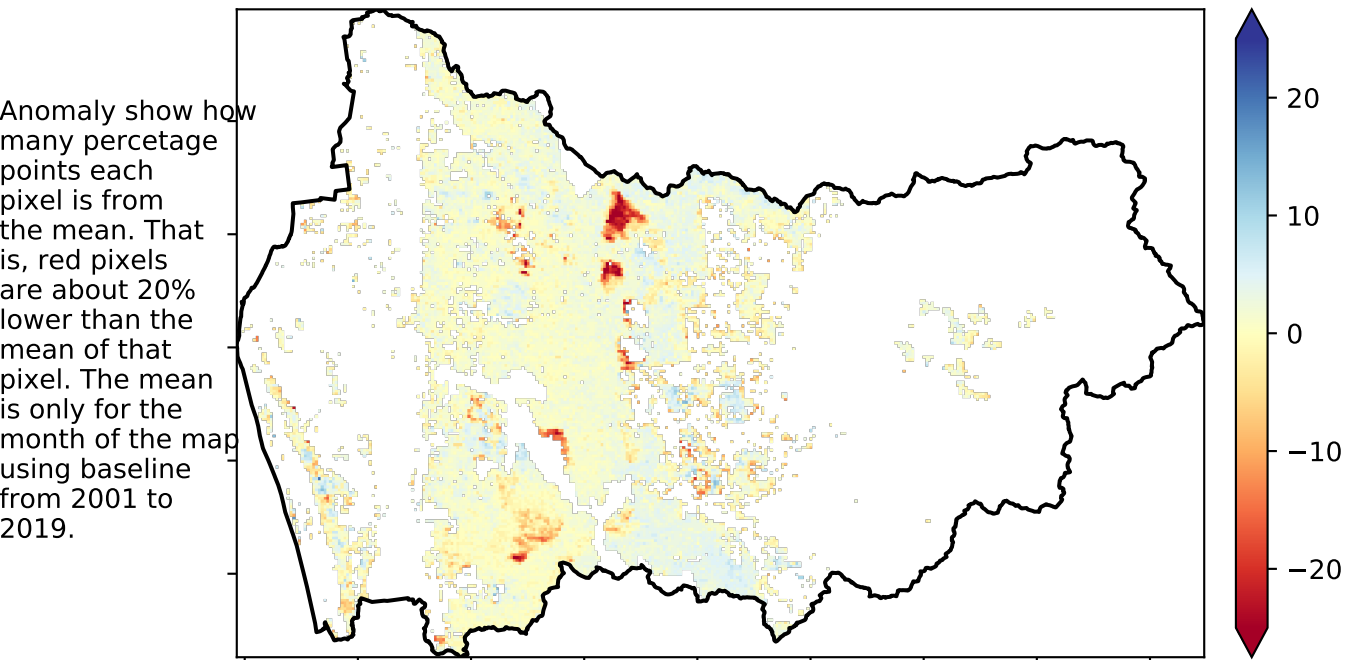 Anomaly show how
many percetage
points each
pixel is from
the mean. That
is, red pixels
are about 20%
lower than the
mean of that
pixel. The mean
is only for the
month of the map
using baseline
from 2001 to
2019.
20
10
0
−10
−20